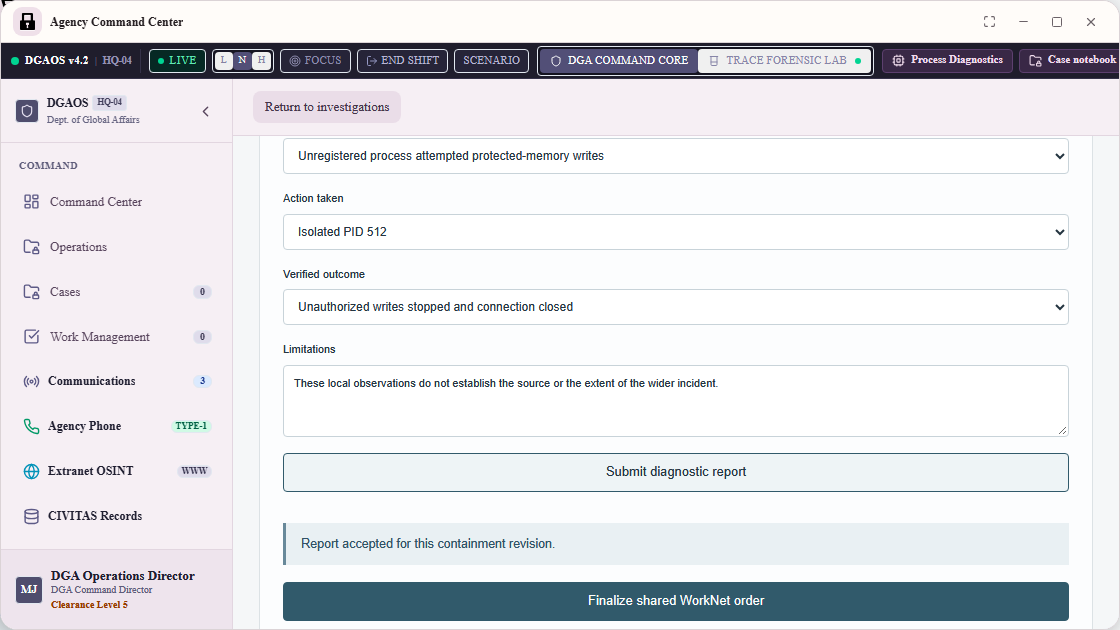 Agency Command Center
DGAOS v4.2 | HQ-04
LIVE
L N H
FOCUS
END SHIFT
SCENARIO
DGA COMMAND CORE
TRACE FORENSIC LAB
Process Diagnostics
Case notebook
DGAOS HQ-04
Dept. of Global Affairs
Return to investigations
COMMAND
Command Center
Operations
Cases 0
Work Management 0
Communications 3
Agency Phone TYPE-1
Extranet OSINT WWW
CIVITAS Records
MJ
DGA Operations Director
DGA Command Director
Clearance Level 5
Unregistered process attempted protected-memory writes
Action taken
Isolated PID 512
Verified outcome
Unauthorized writes stopped and connection closed
Limitations
These local observations do not establish the source or the extent of the wider incident.
Submit diagnostic report
Report accepted for this containment revision.
Finalize shared WorkNet order